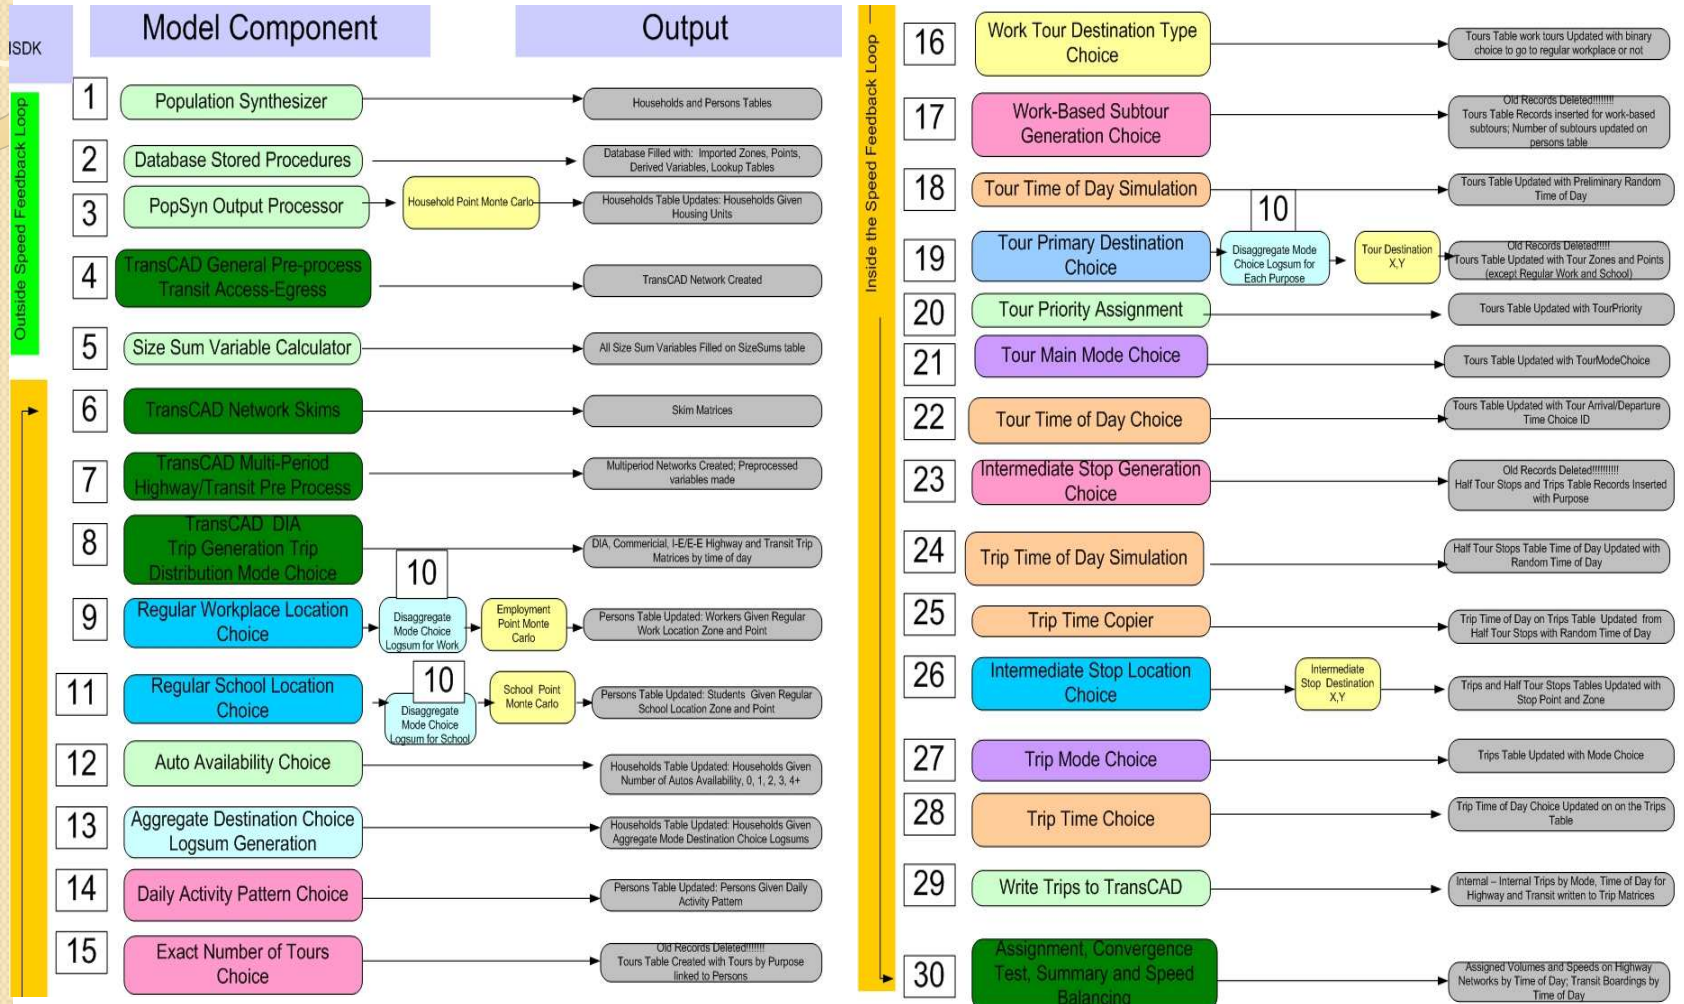 ISDK
Model Component
Output
Outside Speed Feedback Loop
1
Population Synthesizer
Households and Persons Tables
2
Database Stored Procedures
Database Filled with: Imported Zones, Points,
Derived Variables, Lookup Tables
3
PopSyn Output Processor
Household Point Monte Carlo
Households Table Updates: Households Given
Housing Units
4
TransCAD General Pre-process
Transit Access-Egress
TransCAD Network Created
5
Size Sum Variable Calculator
All Size Sum Variables Filled on SizeSums table
6
TransCAD Network Skims
Skim Matrices
7
TransCAD Multi-Period
Highway/Transit Pre Process
Multiperiod Networks Created; Preprocessed
variables made
8
TransCAD DIA
Trip Generation Trip
Distribution Mode Choice
DIA, Commericial, I-E/E-E Highway and Transit Trip
Matrices by time of day
9
Regular Workplace Location
Choice
10
Disaggregate
Mode Choice
Logsum for Work
Employment
Point Monte
Carlo
Persons Table Updated: Workers Given Regular
Work Location Zone and Point
11
Regular School Location
Choice
10
Disaggregate
Mode Choice
Logsum for School
School Point
Monte Carlo
Persons Table Updated: Students Given Regular
School Location Zone and Point
12
Auto Availability Choice
Households Table Updated: Households Given
Number of Autos Availability, 0, 1, 2, 3, 4+
13
Aggregate Destination Choice
Logsum Generation
Households Table Updated: Households Given
Aggregate Mode Destination Choice Logsums
14
Daily Activity Pattern Choice
Persons Table Updated: Persons Given Daily
Activity Pattern
15
Exact Number of Tours
Choice
Old Records Deleted!!!!!!!
Tours Table Created with Tours by Purpose
linked to Persons
Inside the Speed Feedback Loop
16
Work Tour Destination Type
Choice
Tours Table work tours Updated with binary
choice to go to regular workplace or not
17
Work-Based Subtour
Generation Choice
Old Records Deleted!!!!!!!!!
Tours Table Records inserted for work-based
subtours; Number of subtours updated on
persons table
18
Tour Time of Day Simulation
Tours Table Updated with Preliminary Random
Time of Day
19
Tour Primary Destination
Choice
10
Disaggregate Mode
Choice Logsum for
Each Purpose
Tour Destination
X,Y
Old Records Deleted!!!!!
Tours Table Updated with Tour Zones and Points
(except Regular Work and School)
20
Tour Priority Assignment
Tours Table Updated with TourPriority
21
Tour Main Mode Choice
Tours Table Updated with TourModeChoice
22
Tour Time of Day Choice
Tours Table Updated with Tour Arrival/Departure
Time Choice ID
23
Intermediate Stop Generation
Choice
Old Records Deleted!!!!!!!!!!
Half Tour Stops and Trips Table Records Inserted
with Purpose
24
Trip Time of Day Simulation
Half Tour Stops Table Time of Day Updated with
Random Time of Day
25
Trip Time Copier
Trip Time of Day on Trips Table Updated from
Half Tour Stops with Random Time of Day
26
Intermediate Stop Location
Choice
Intermediate
Stop Destination
X,Y
Trips and Half Tour Stops Tables Updated with
Stop Point and Zone
27
Trip Mode Choice
Trips Table Updated with Mode Choice
28
Trip Time Choice
Trip Time of Day Choice Updated on on the Trips
Table
29
Write Trips to TransCAD
Internal – Internal Trips by Mode, Time of Day for
Highway and Transit written to Trip Matrices
30
Assignment, Convergence
Test, Summary and Speed
Balancing
Assigned Volumes and Speeds on Highway
Networks by Time of Day; Transit Boardings by
Time of Day